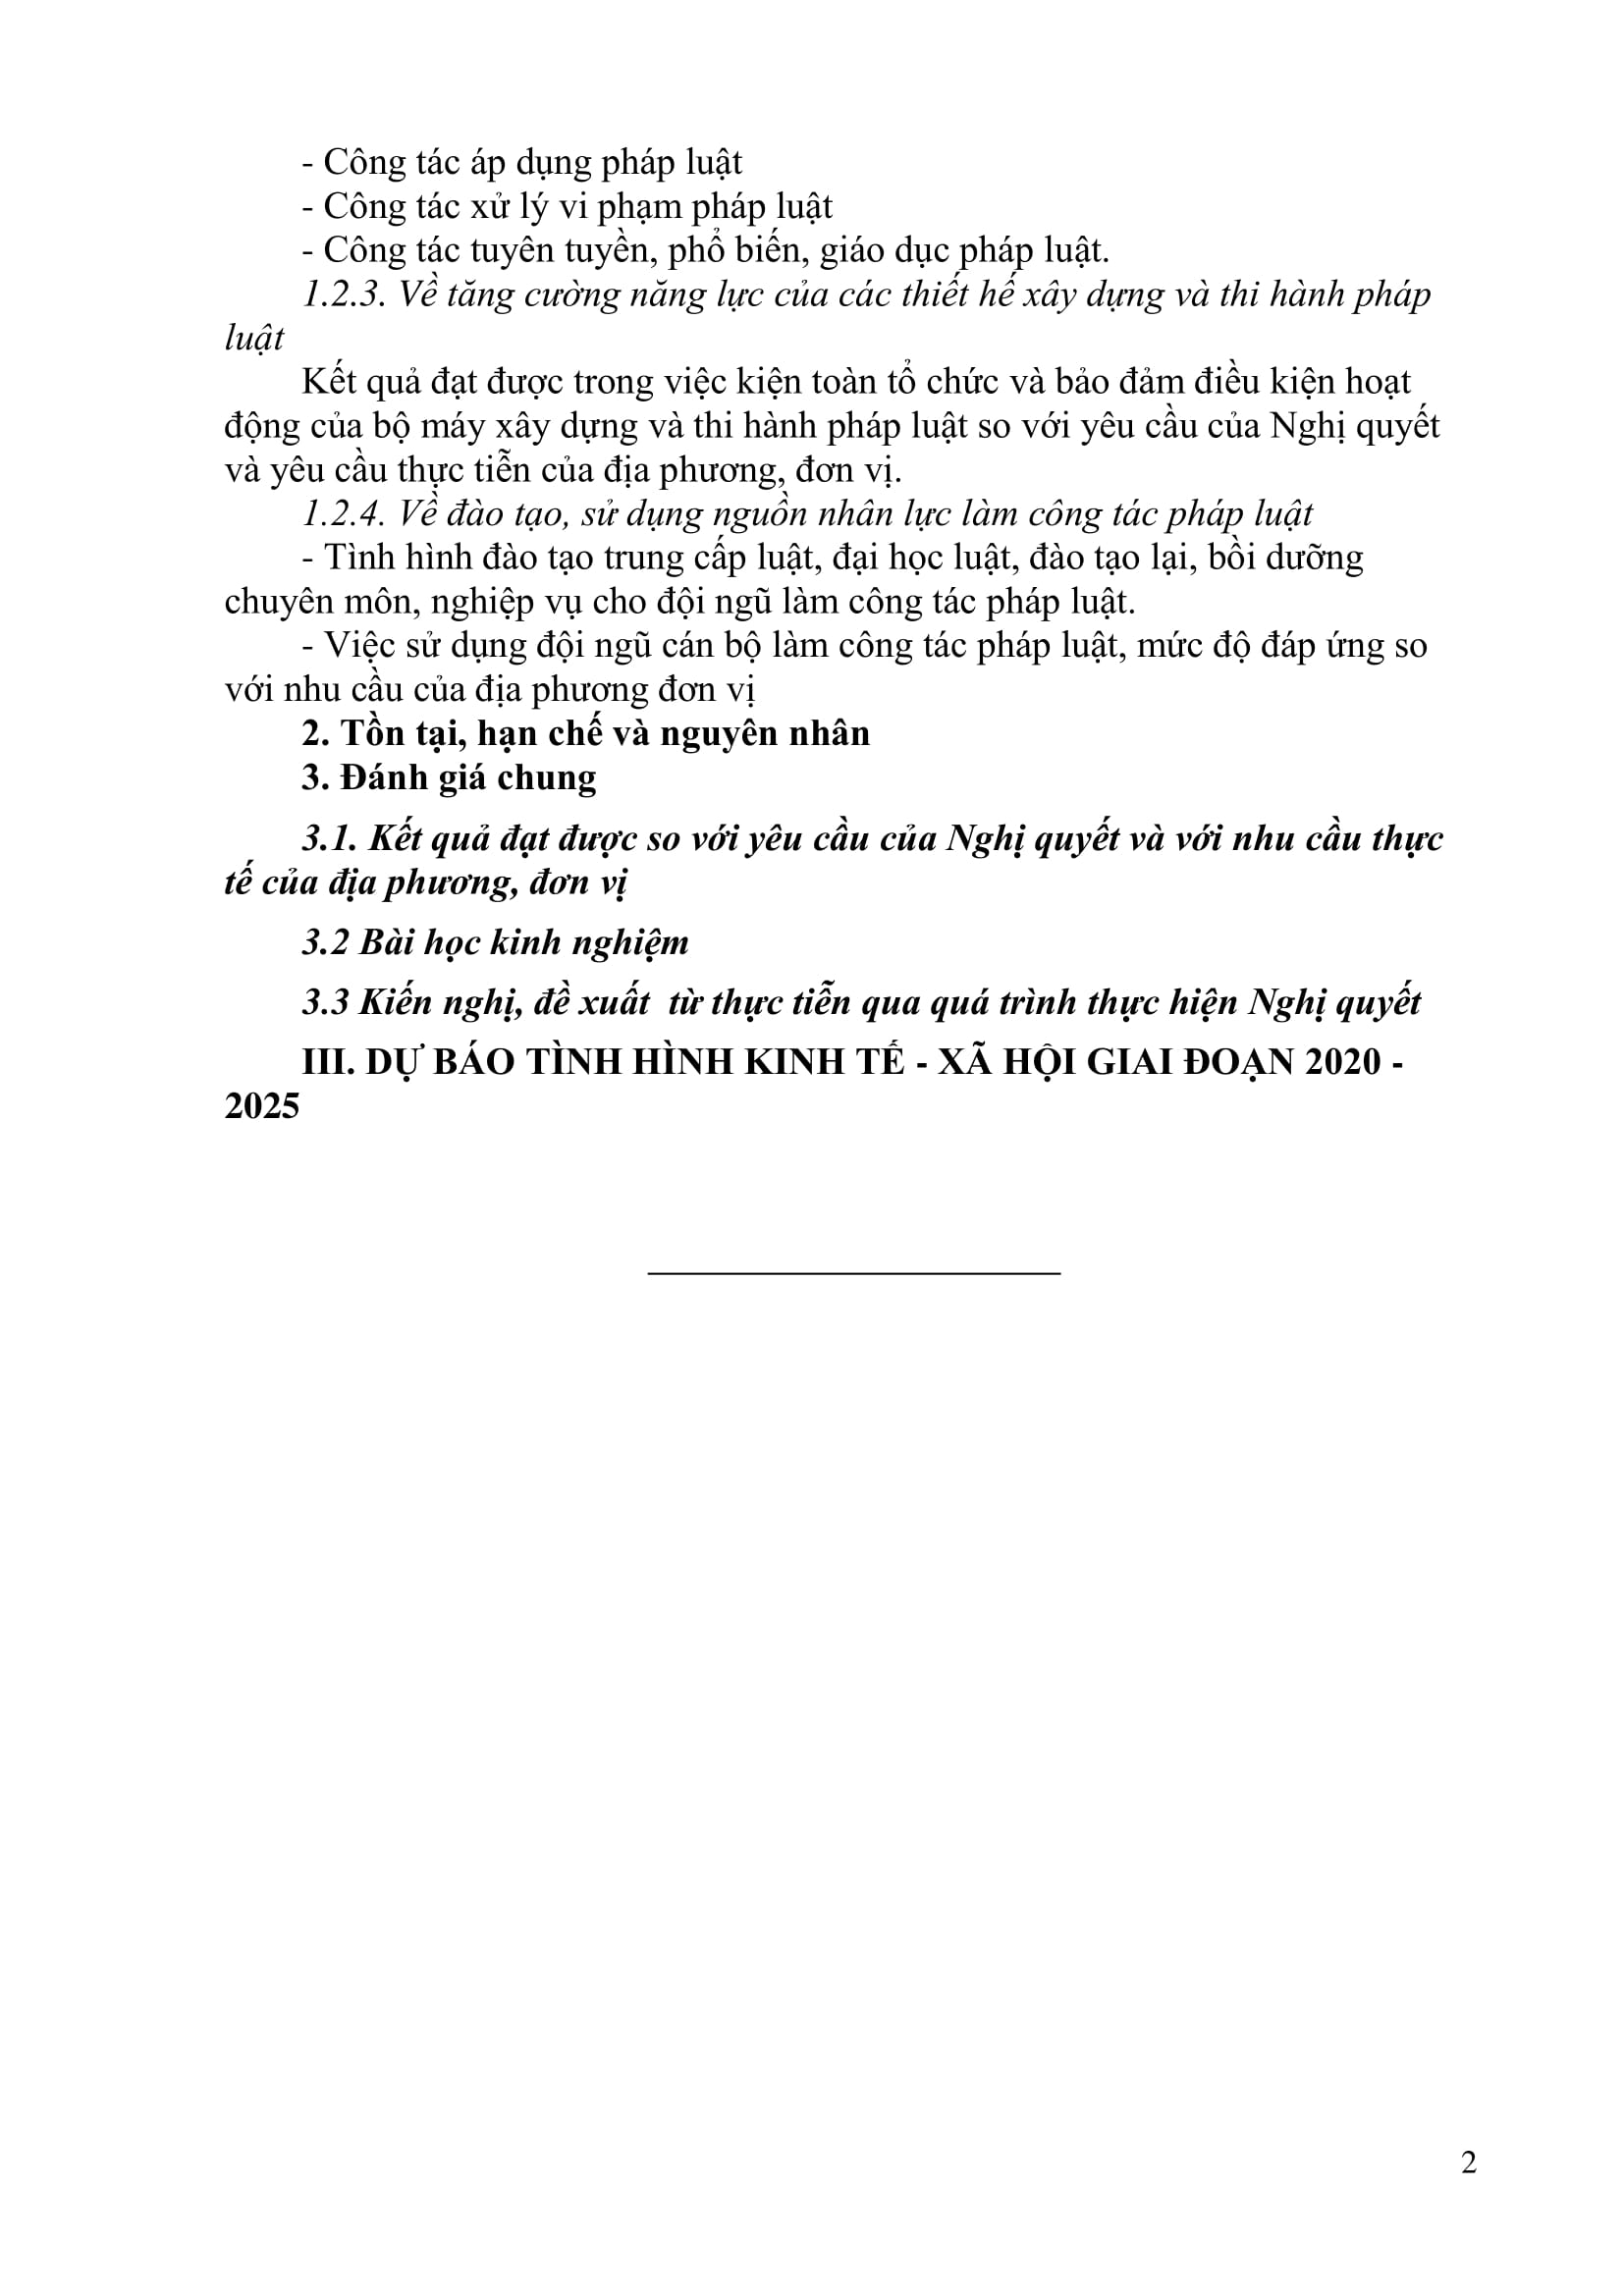 - Công tác áp dụng pháp luật
- Công tác xử lý vi phạm pháp luật
- Công tác tuyên tuyền, phổ biến, giáo dục pháp luật.
1.2.3. Về tăng cường năng lực của các thiết hế xây dựng và thi hành pháp
luật
Kết quả đạt được trong việc kiện toàn tổ chức và bảo đảm điều kiện hoạt
động của bộ máy xây dựng và thi hành pháp luật so với yêu cầu của Nghị quyết
và yêu cầu thực tiễn của địa phương, đơn vị.
1.2.4. Về đào tạo, sử dụng nguồn nhân lực làm công tác pháp luật
- Tình hình đào tạo trung cấp luật, đại học luật, đào tạo lại, bồi dưỡng
chuyên môn, nghiệp vụ cho đội ngũ làm công tác pháp luật.
- Việc sử dụng đội ngũ cán bộ làm công tác pháp luật, mức độ đáp ứng so
với nhu cầu của địa phương đơn vị
2. Tồn tại, hạn chế và nguyên nhân
3. Đánh giá chung
3.1. Kết quả đạt được so với yêu cầu của Nghị quyết và với nhu cầu thực
tế của địa phương, đơn vị
3.2 Bài học kinh nghiệm
3.3 Kiến nghị, đề xuất  từ thực tiễn qua quá trình thực hiện Nghị quyết
III. DỰ BÁO TÌNH HÌNH KINH TẾ - XÃ HỘI GIAI ĐOẠN 2020 -
2025
2